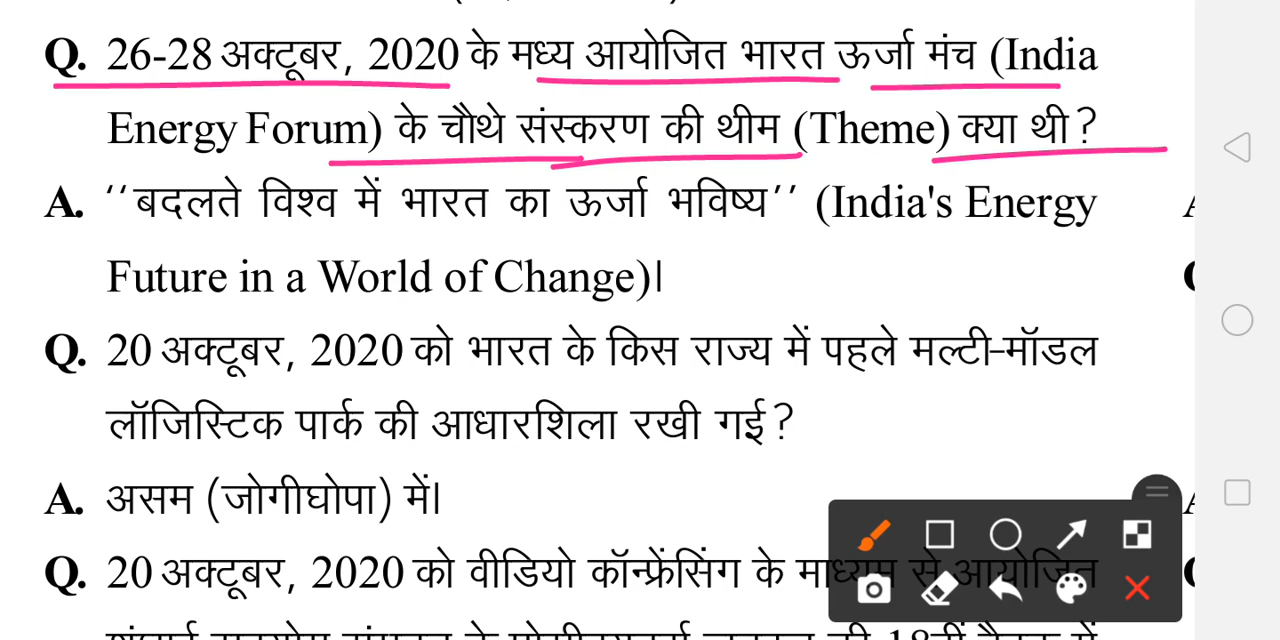 Q. 26-28 अक्टूबर, 2020 के मध्य आयोजित भारत ऊर्जा मंच (India
Energy Forum) के चौथे संस्करण की थीम (Theme) क्या थी?
A. ‘‘बदलते विश्व में भारत का ऊर्जा भविष्य’’ (India's Energy
Future in a World of Change)।
Q. 20 अक्टूबर, 2020 को भारत के किस राज्य में पहले मल्टी-मॉडल
लॉजिस्टिक पार्क की आधारशिला रखी गई?
A. असम (जोगीघोपा) में।
Q. 20 अक्टूबर, 2020 को वीडियो कॉन्फ्रेंसिंग के माध्यम से आयोजित